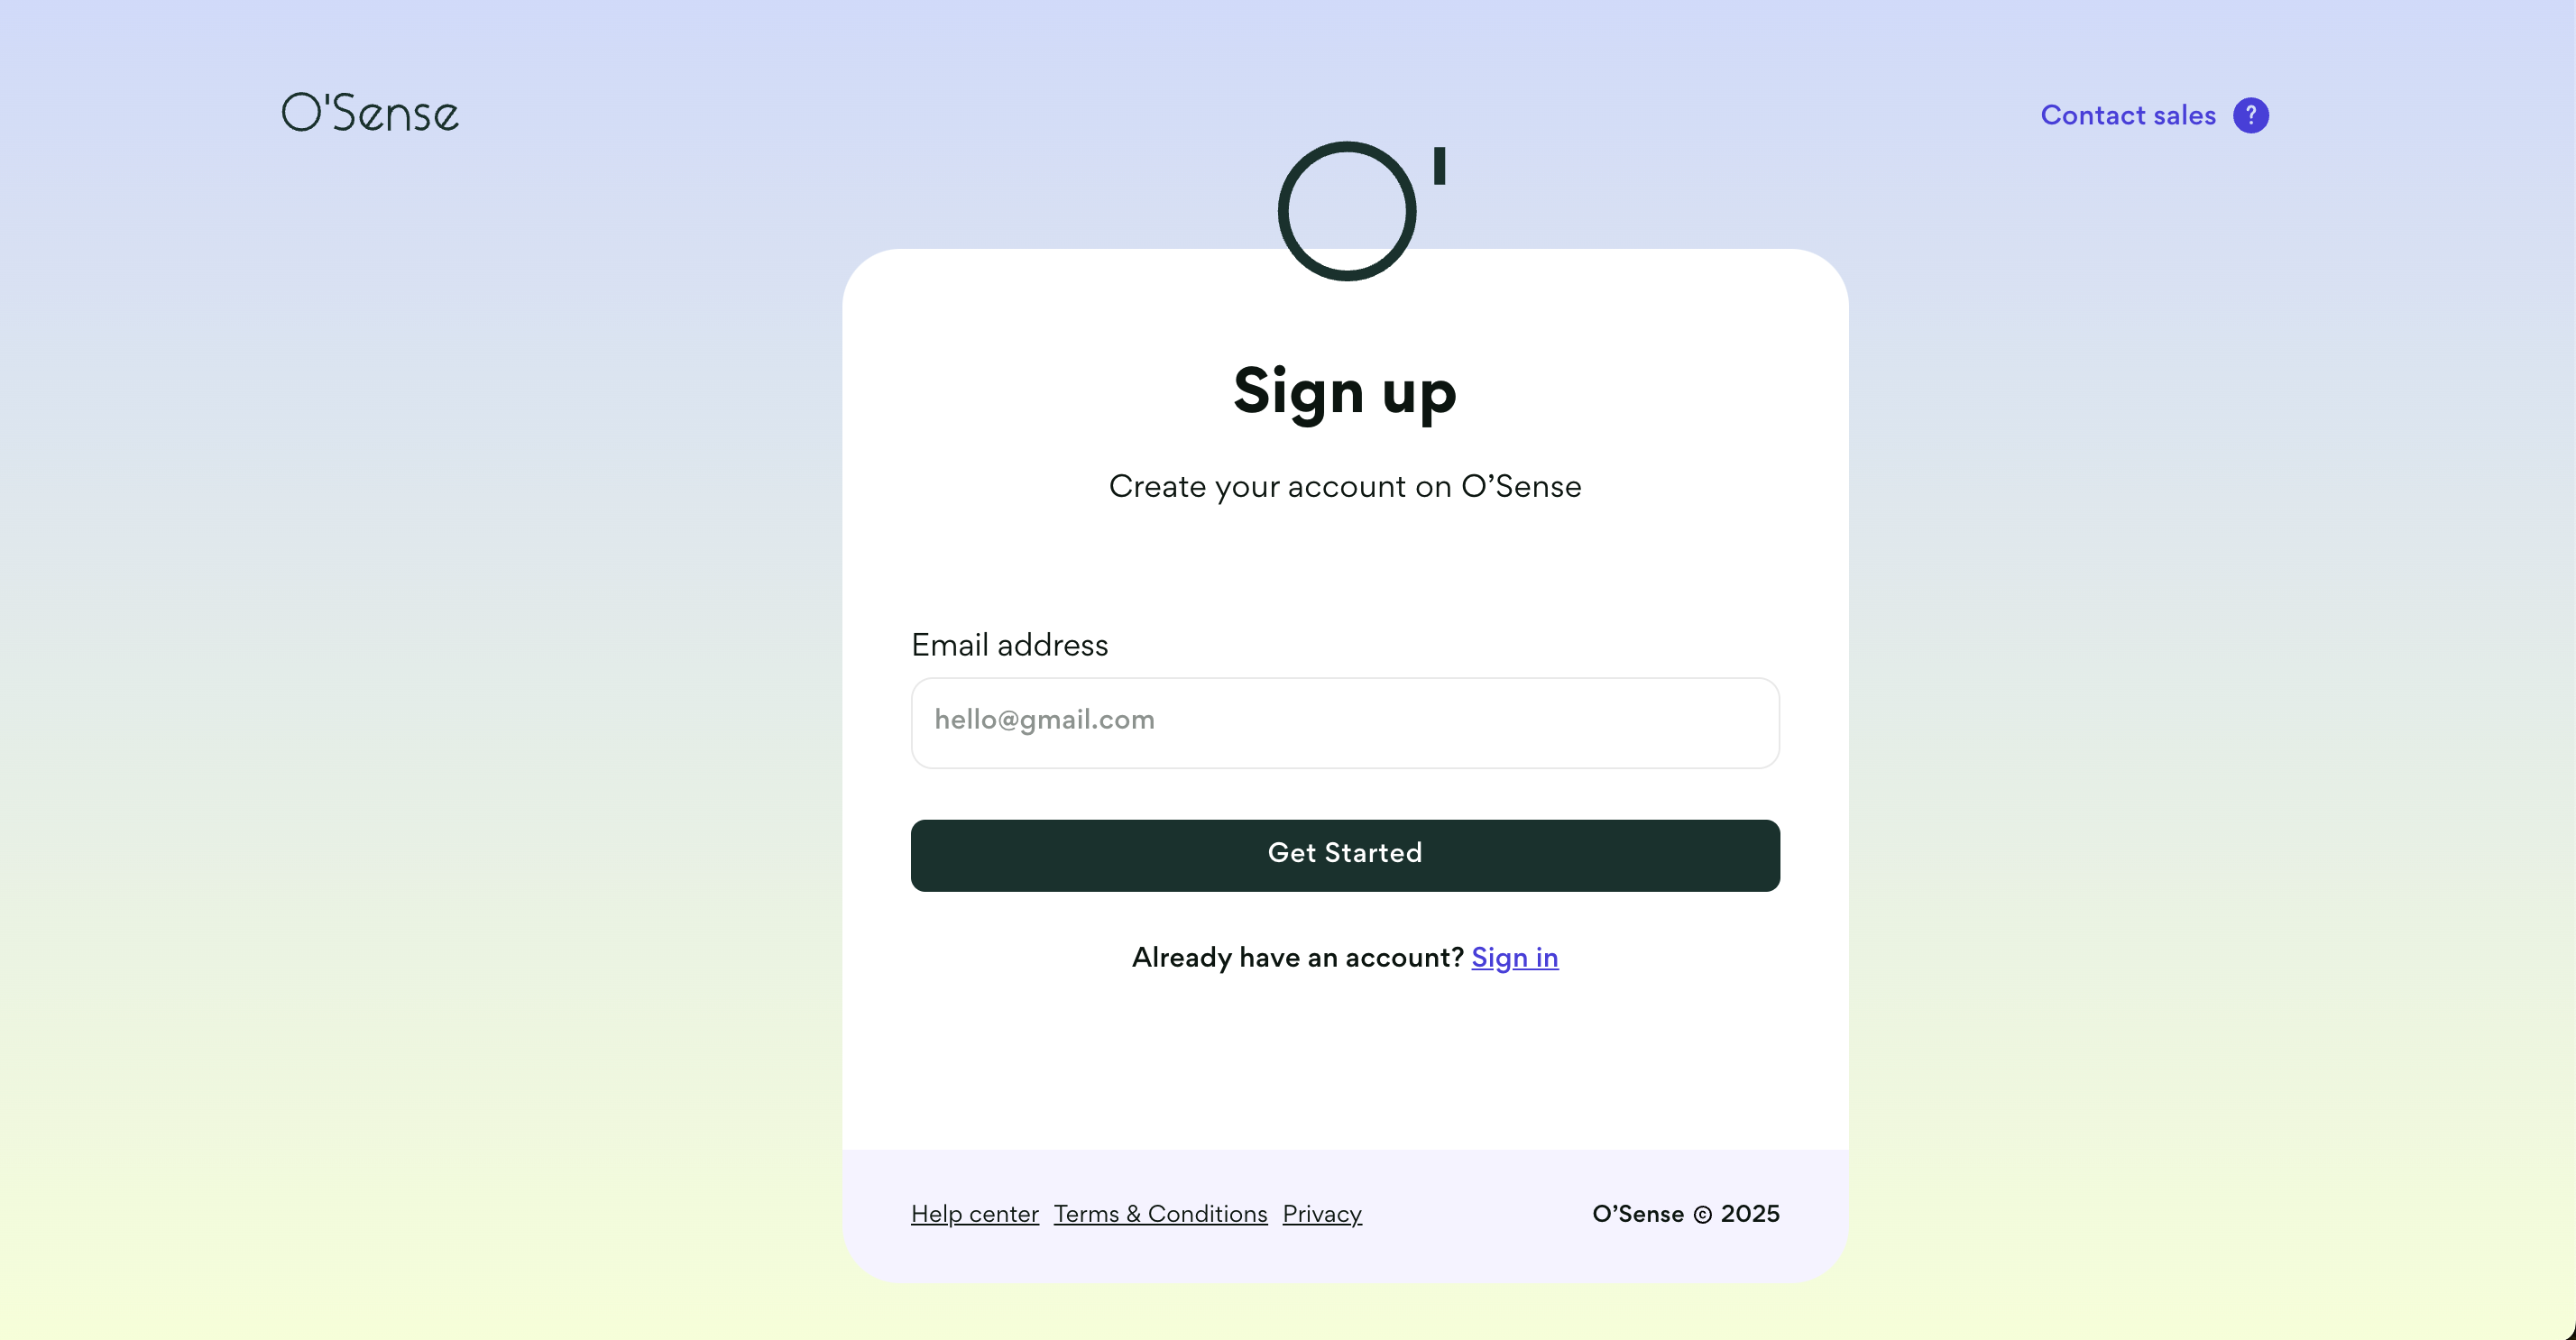 O'Sense
Contact sales ?
O'
Sign up
Create your account on O’Sense
Email address
hello@gmail.com
Get Started
Already have an account? Sign in
Help center Terms & Conditions Privacy
O’Sense © 2025